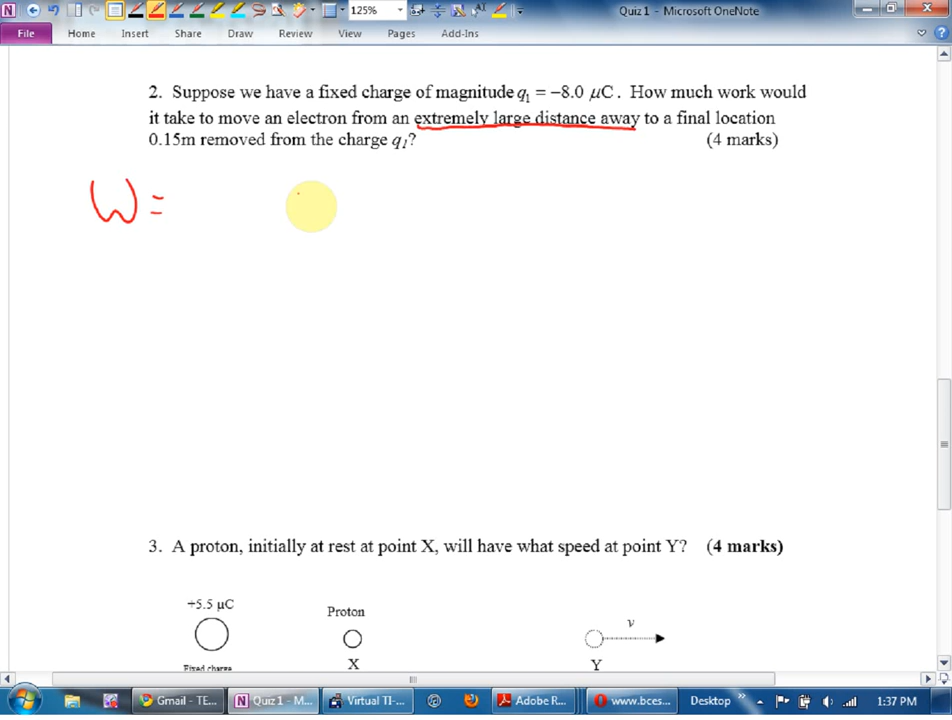 125%
Quiz 1 - Microsoft OneNote
File Home Insert Share Draw Review View Pages Add-Ins
2. Suppose we have a fixed charge of magnitude q₁ = −8.0 μC . How much work would
it take to move an electron from an extremely large distance away to a final location
0.15m removed from the charge q₁? (4 marks)
W =
3. A proton, initially at rest at point X, will have what speed at point Y? (4 marks)
+5.5 μC
Proton
v
Fixed charge
X
Y
Gmail - TE... Quiz 1 - M... Virtual TI-... Adobe R... www.bces... Desktop » 1:37 PM